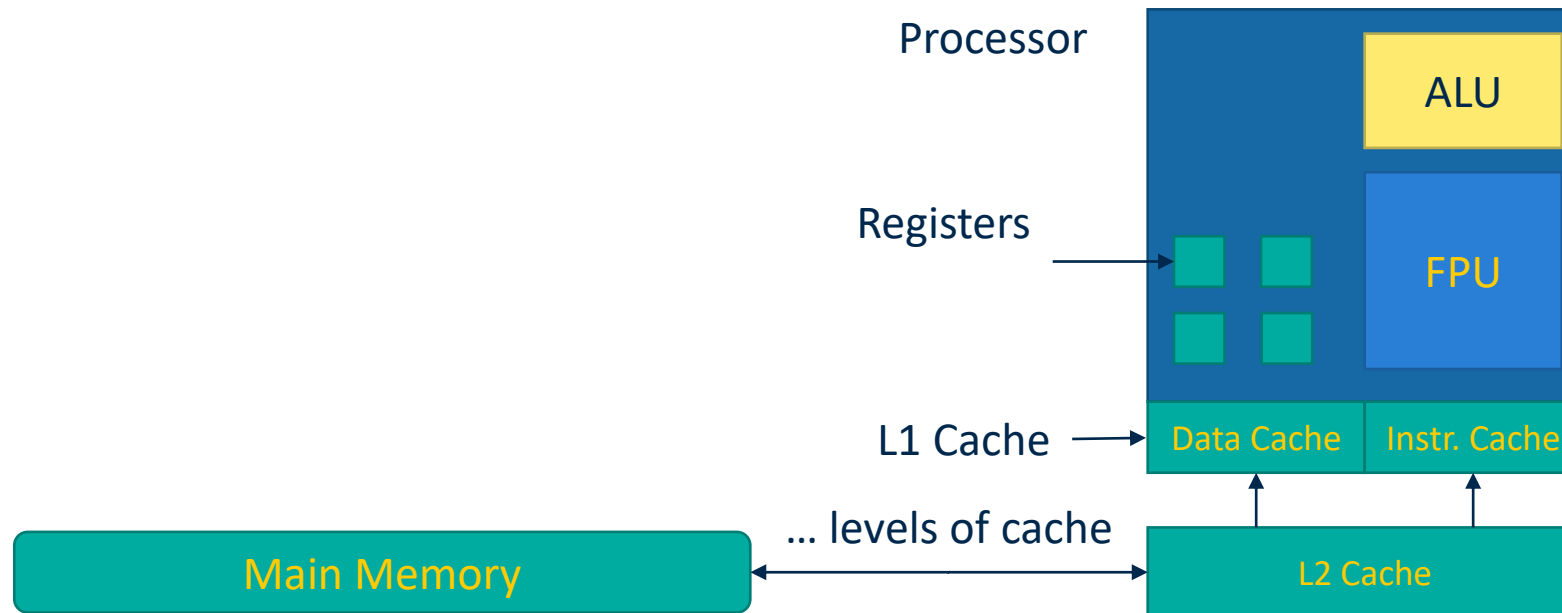 Processor
ALU
Registers
FPU
L1 Cache
Data Cache
Instr. Cache
... levels of cache
Main Memory
L2 Cache